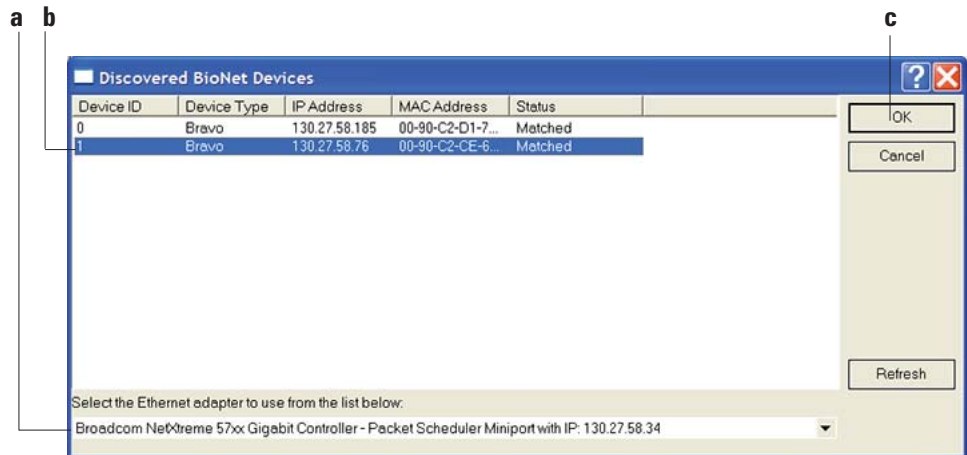 a b c
Discovered BioNet Devices
Device ID Device Type IP Address MAC Address Status
OK
0 Bravo 130.27.58.185 00-90-C2-D1-7... Matched
1 Bravo 130.27.58.76 00-90-C2-CE-6... Matched
Cancel
Refresh
Select the Ethernet adapter to use from the list below:
Broadcom NetXtreme 57xx Gigabit Controller - Packet Scheduler Miniport with IP: 130.27.58.34